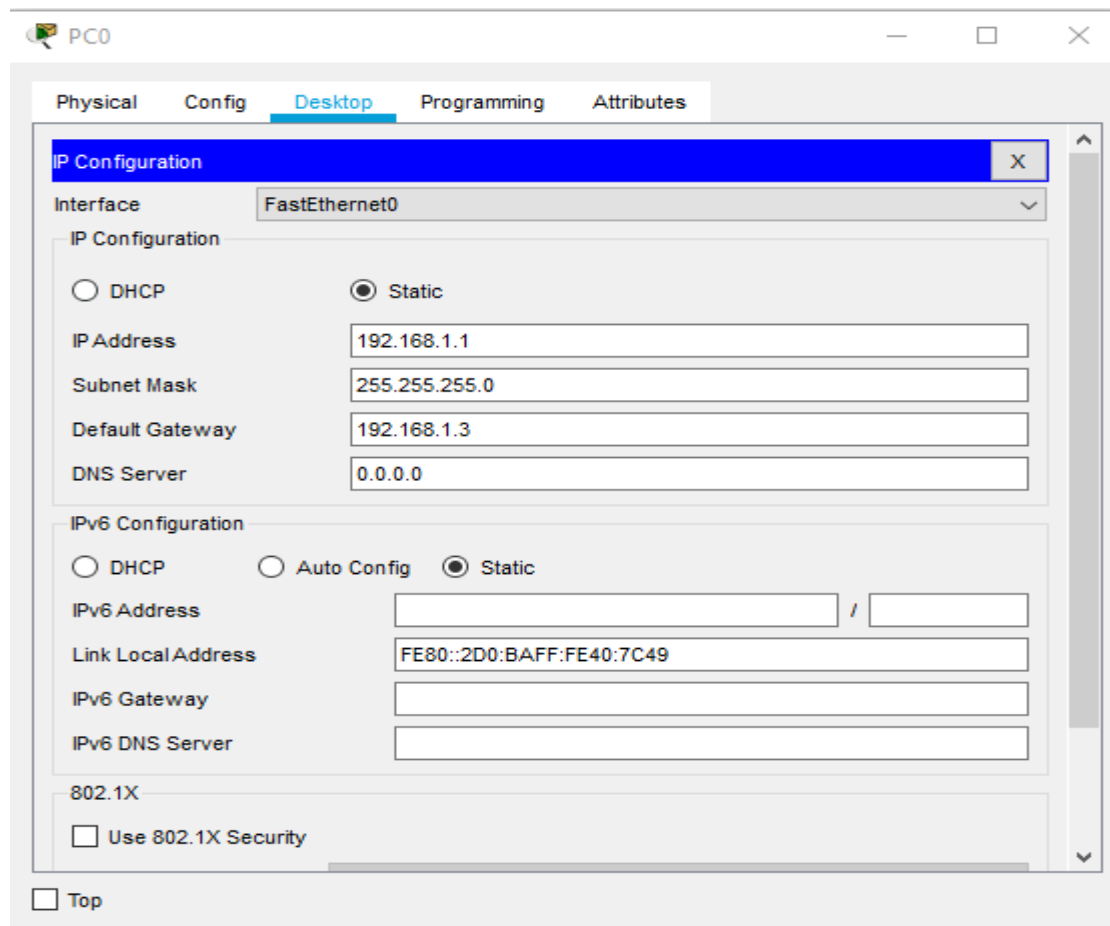 PC0
Physical Config Desktop Programming Attributes
IP Configuration X
Interface FastEthernet0
IP Configuration
DHCP Static
IP Address 192.168.1.1
Subnet Mask 255.255.255.0
Default Gateway 192.168.1.3
DNS Server 0.0.0.0
IPv6 Configuration
DHCP Auto Config Static
IPv6 Address /
Link Local Address FE80::2D0:BAFF:FE40:7C49
IPv6 Gateway
IPv6 DNS Server
802.1X
Use 802.1X Security
Top